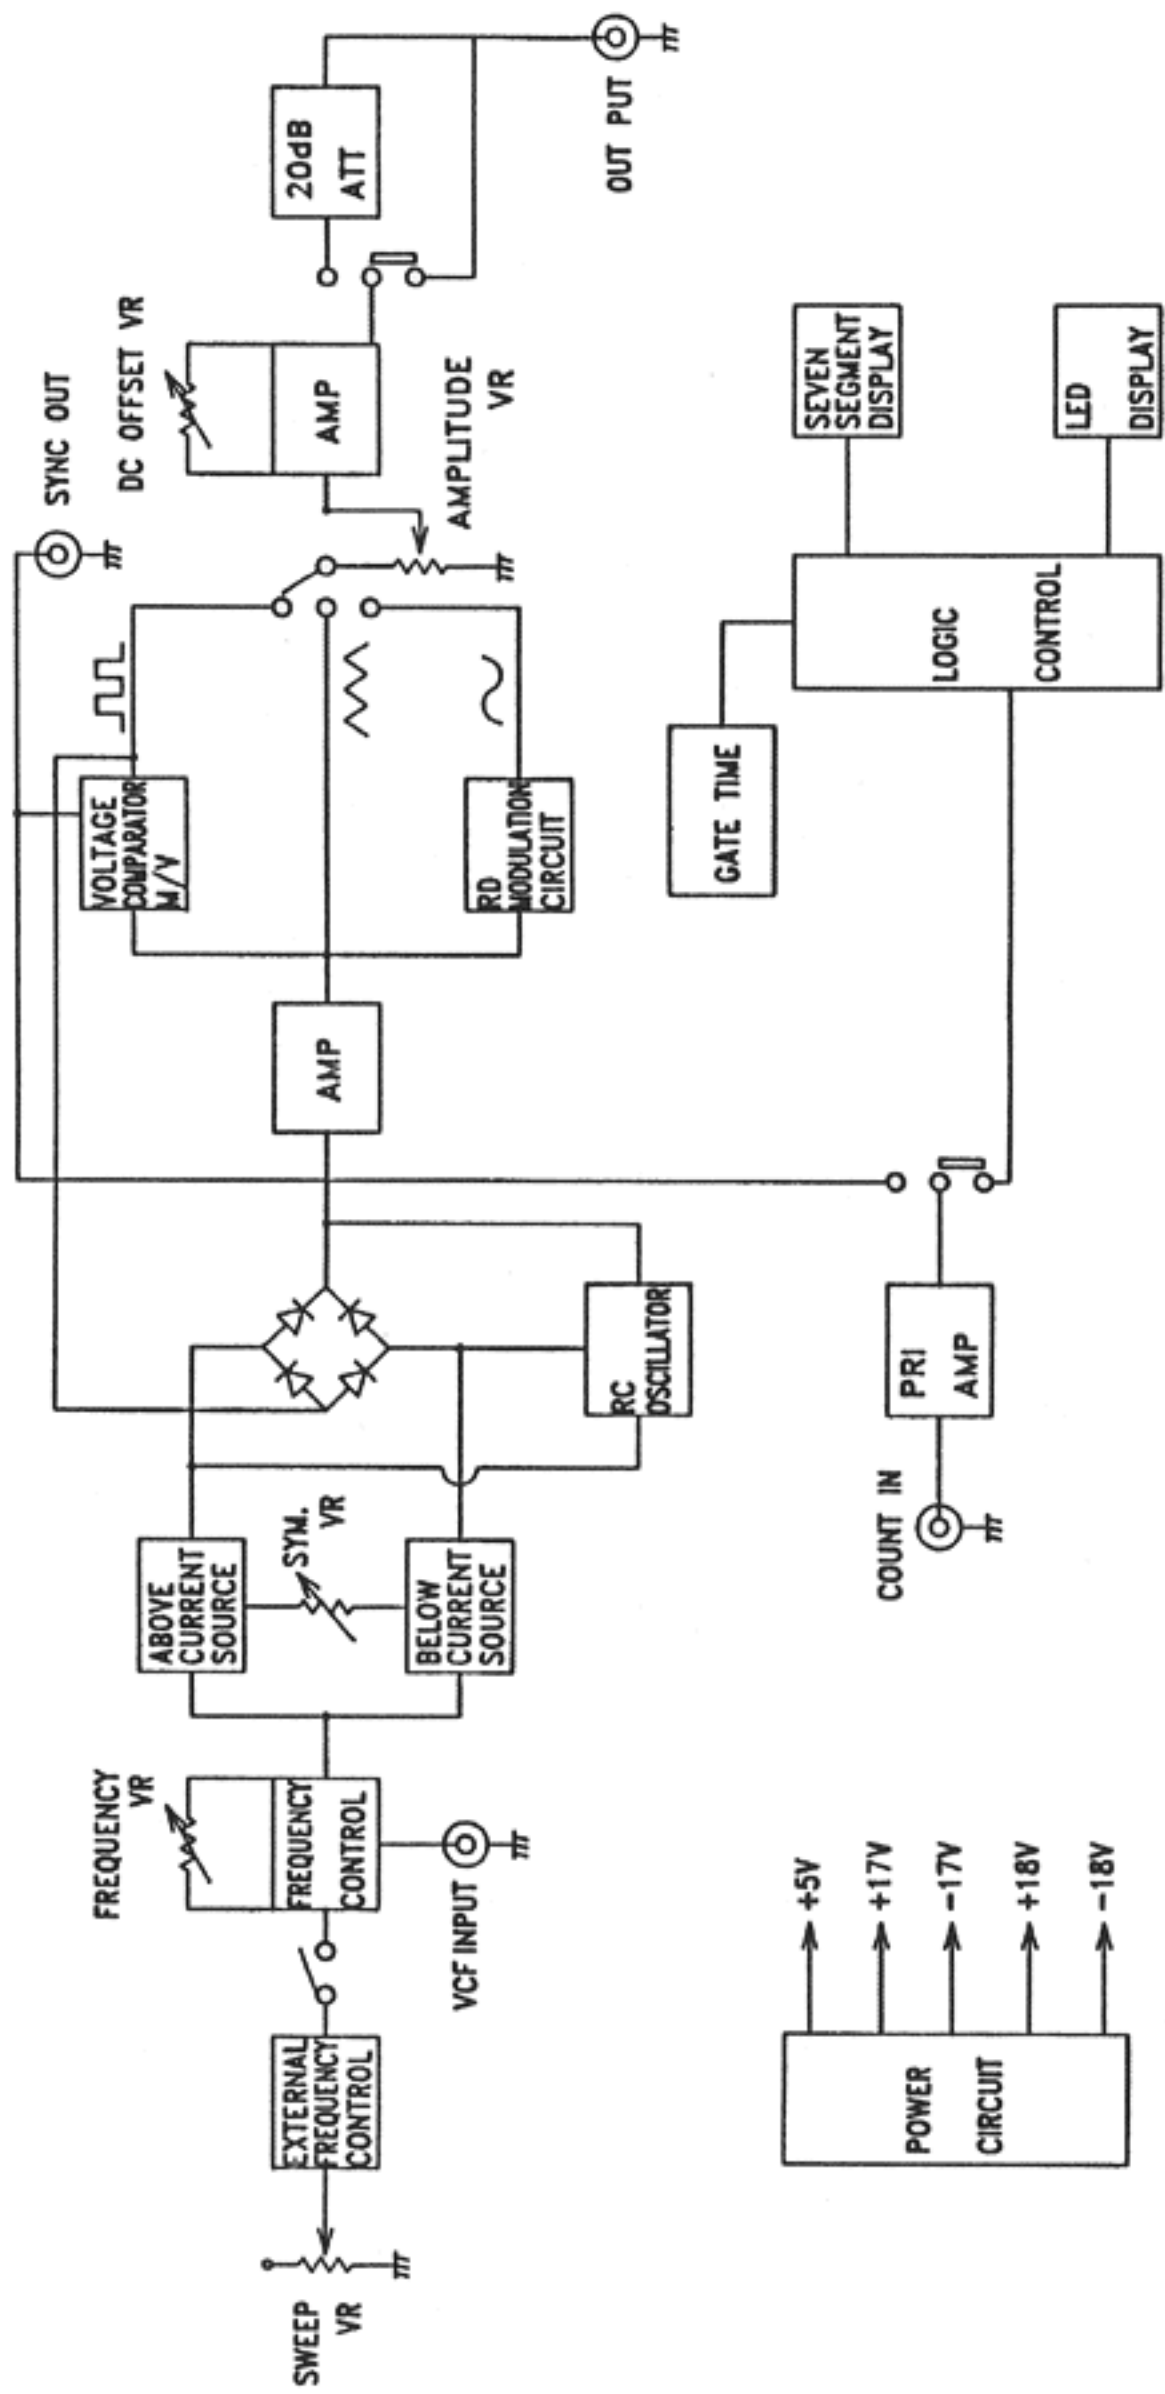 SWEEP
VR
EXTERNAL
FREQUENCY
CONTROL
FREQUENCY
VR
FREQUENCY
CONTROL
VCF INPUT
ABOVE
CURRENT
SOURCE
SYM.
VR
BELOW
CURRENT
SOURCE
RC
OSCILLATOR
AMP
VOLTAGE
COMPARATOR
M/V
RD
MODULATION
CIRCUIT
SYNC OUT
DC OFFSET VR
AMP
AMPLITUDE
VR
20dB
ATT
OUT PUT
COUNT IN
PRI
AMP
GATE TIME
LOGIC
CONTROL
SEVEN
SEGMENT
DISPLAY
LED
DISPLAY
POWER
CIRCUIT
+5V
+17V
-17V
+18V
-18V